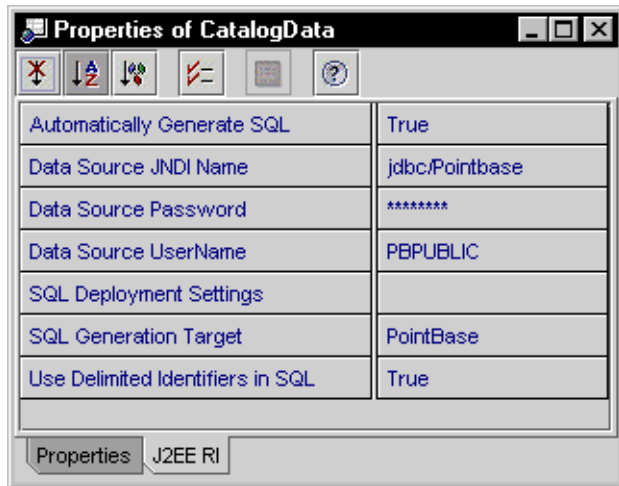 Properties of CatalogData
Automatically Generate SQL True
Data Source JNDI Name jdbc/Pointbase
Data Source Password ********
Data Source UserName PBPUBLIC
SQL Deployment Settings
SQL Generation Target PointBase
Use Delimited Identifiers in SQL True
Properties J2EE RI